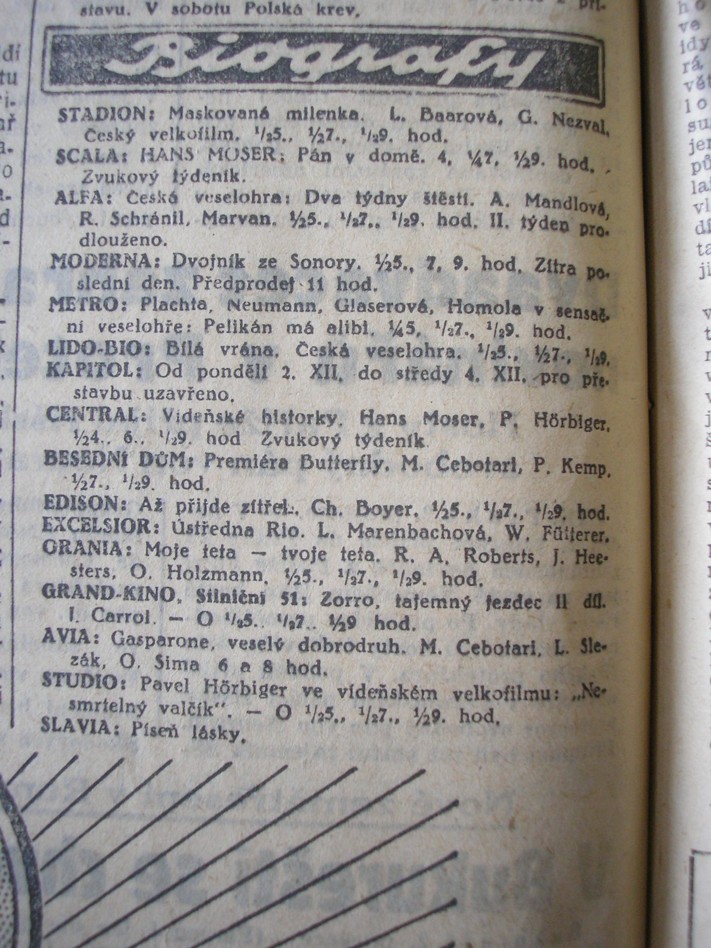 stavu. V sobotu Polská krev.
Biografy
STADION: Maskovaná milenka. L. Baarová, G. Nezval,
Český velkofilm. ½5., ½7., ½9. hod.
SCALA: HANS MOSER: Pán v domě. 4, ¼7, ½9. hod.
Zvukový týdeník.
ALFA: Česká veselohra: Dva týdny štěstí. A. Mandlová,
R. Schránil, Marvan. ½5., ½7., ½9. hod. II. týden pro-
dlouženo.
MODERNA: Dvojník ze Sonory. ½5., 7, 9. hod. Zítra po-
slední den. Předprodej 11 hod.
METRO: Plachta, Neumann, Glaserová, Homola v sensač-
ní veselohře: Pelikán má alibi. ¼5, ½7., ½9. hod.
LIDO-BIO: Bílá vrána. Česká veselohra. ½5., ½7., ½9.
KAPITOL: Od pondělí 2. XII. do středy 4. XII. pro pře-
stavbu uzavřeno.
CENTRAL: Vídeňské historky. Hans Moser, P. Hörbiger,
½4., 6., ½9. hod Zvukový týdeník
BESEDNÍ DŮM: Premiéra Butterfly. M. Cebotari, P. Kemp.
½7., ½9. hod.
EDISON: Až přijde zítřek. Ch. Boyer. ½5., ½7., ½9. hod.
EXCELSIOR: Ústředna Rio. L. Marenbachová, W. Fütterer.
ORANIA: Moje teta — tvoje teta. R. A. Roberts, J. Hee-
sters, O. Holzmann. ½5., ½7., ½9. hod.
GRAND-KINO, Silniční 51: Zorro, tajemný jezdec II díl.
J. Carrol. — O ½5.. ½7.. ½9 hod.
AVIA: Gasparone, veselý dobrodruh. M. Cebotari, L. Sle-
zák, O. Sima 6 a 8 hod.
STUDIO: Pavel Hörbiger ve vídeňském velkofilmu: „Ne-
smrtelný valčík“. — O ½5., ½7., ½9. hod.
SLAVIA: Píseň lásky.